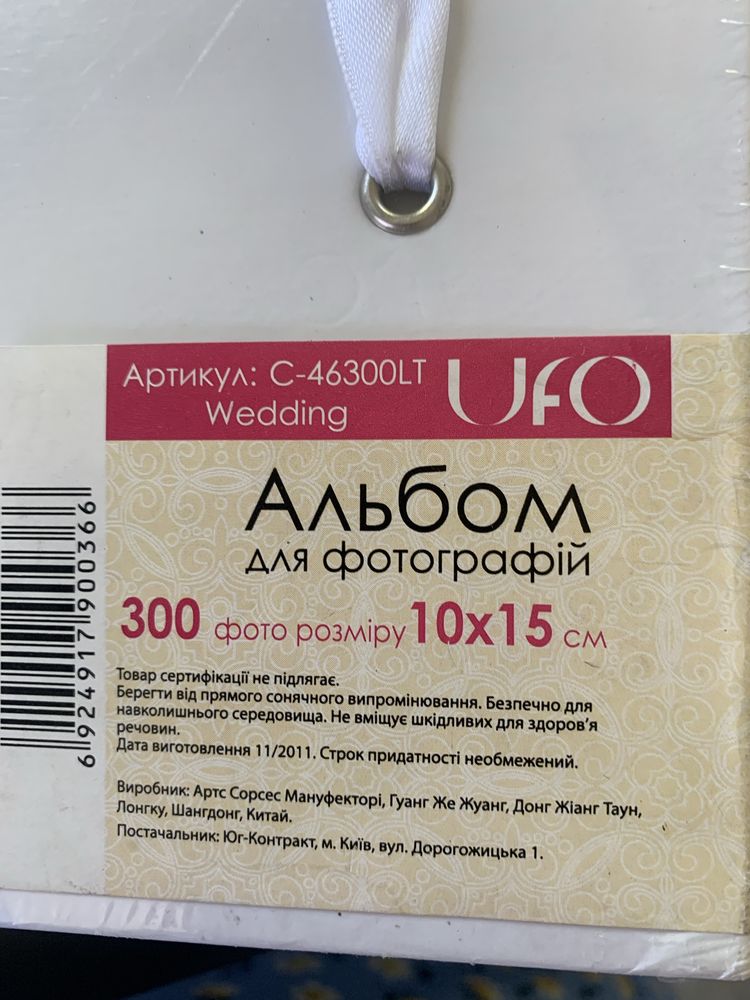 Артикул: C-46300LT
Wedding
UFO
Альбом
для фотографій
300 фото розміру 10х15 см
Товар сертифікації не підлягає.
Берегти від прямого сонячного випромінювання. Безпечно для
навколишнього середовища. Не вміщує шкідливих для здоров'я
речовин.
Дата виготовлення 11/2011. Строк придатності необмежений.
Виробник: Артс Сорсес Мануфекторі, Гуанг Же Жуанг, Донг Жіанг Таун,
Лонгку, Шангдонг, Китай.
Постачальник: Юг-Контракт, м. Київ, вул. Дорогожицька 1.
6 924917 900366